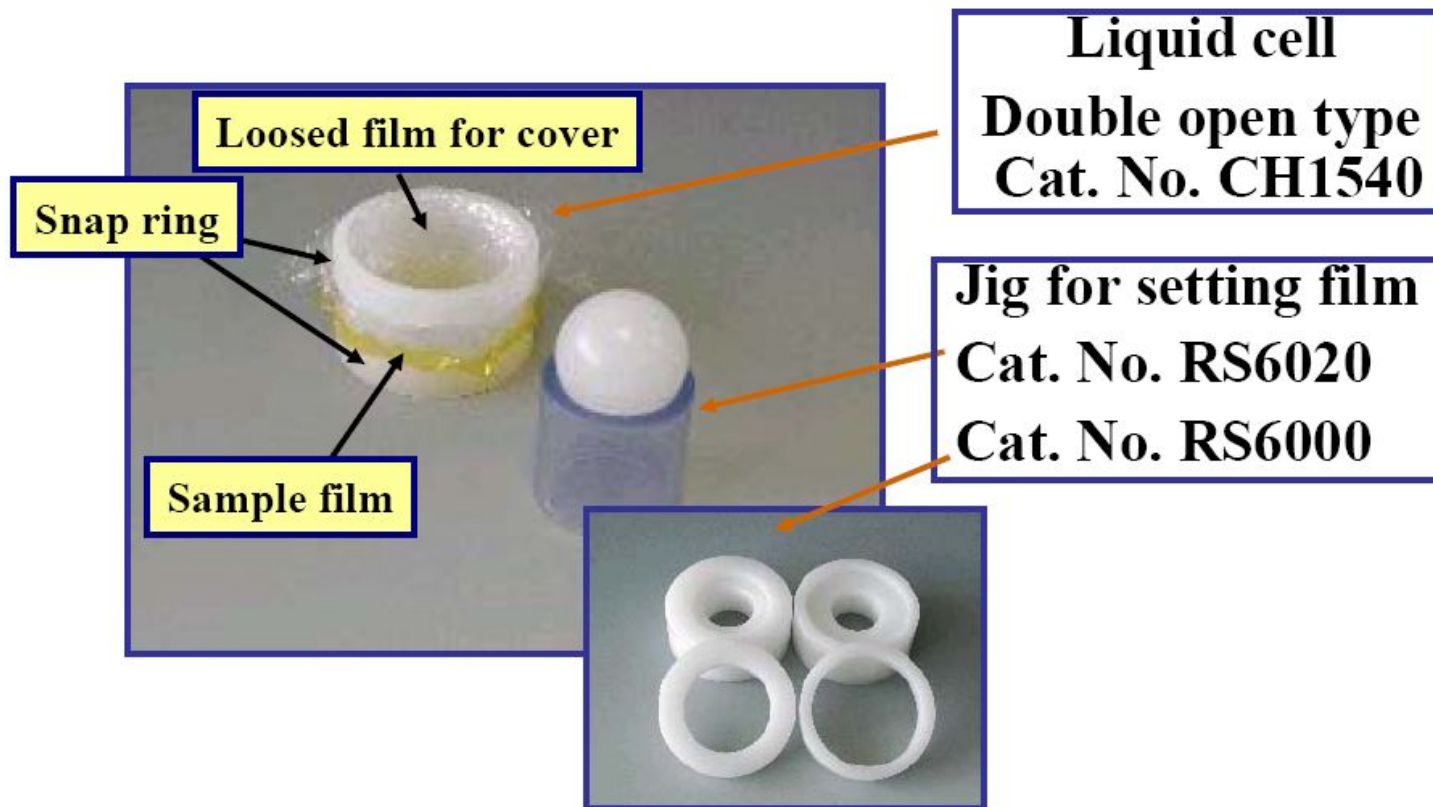 Liquid cell
Double open type
Cat. No. CH1540
Loosed film for cover
Snap ring
Jig for setting film
Cat. No. RS6020
Cat. No. RS6000
Sample film